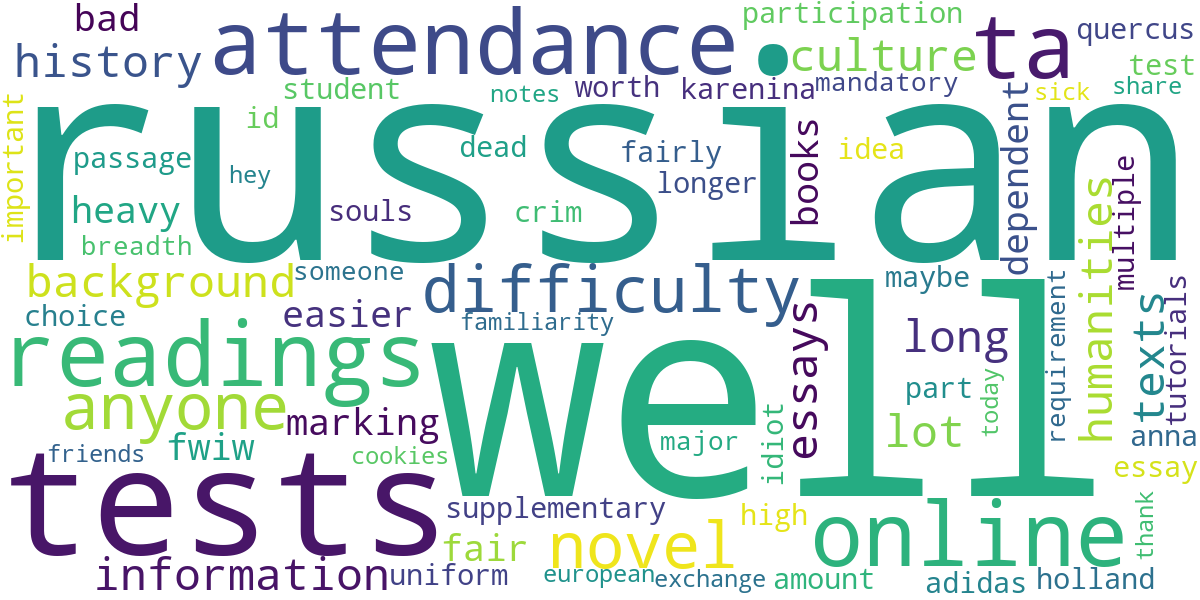 bad
attendance
participation
ta
quercus
history
culture
test
student
notes
worth
karenina
mandatory
sick
share
important
russian
id
passage
hey
dead
fairly
longer
books
idea
dependent
multiple
heavy
souls
crim
breadth
background
someone
difficulty
maybe
humanities
choice
easier
familiarity
well
essays
long
requirement
texts
tutorials
readings
anyone
marking
part
today
lot
anna
friends
fwiw
cookies
major
idiot
essay
tests
supplementary
high
online
thank
fair
novel
information
uniform
european
exchange
amount
adidas
holland